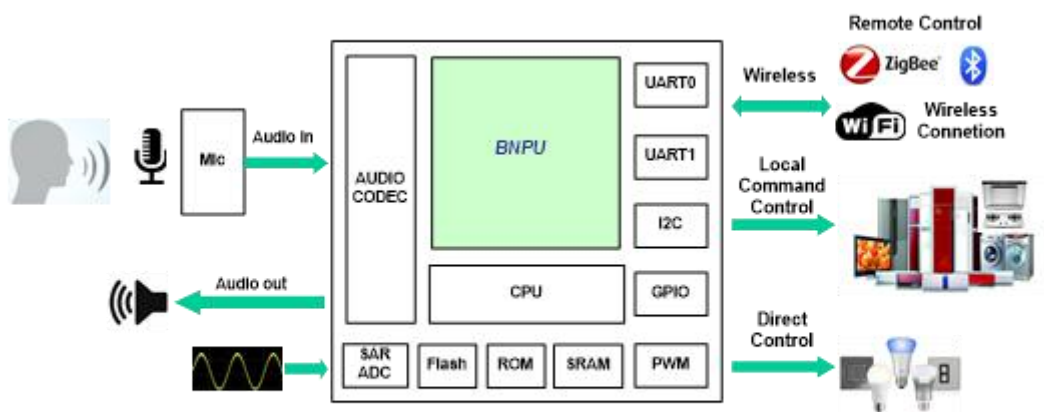 Remote Control
ZigBee
Wireless
WiFi
Wireless
Connetion
Audio In
Mic
AUDIO
CODEC
BNPU
UART0
UART1
Local
Command
Control
I2C
Audio out
CPU
GPIO
Direct
Control
SAR
ADC
Flash
ROM
SRAM
PWM